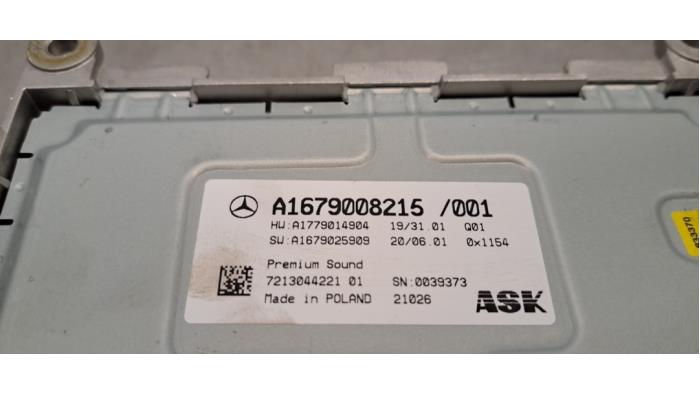 A1679008215 /001
HW:A1779014904 19/31.01 Q01
SW:A1679025909 20/06.01 0x1154
Premium Sound
7213044221 01 SN:0039373
Made in POLAND 21026
ASK
633370